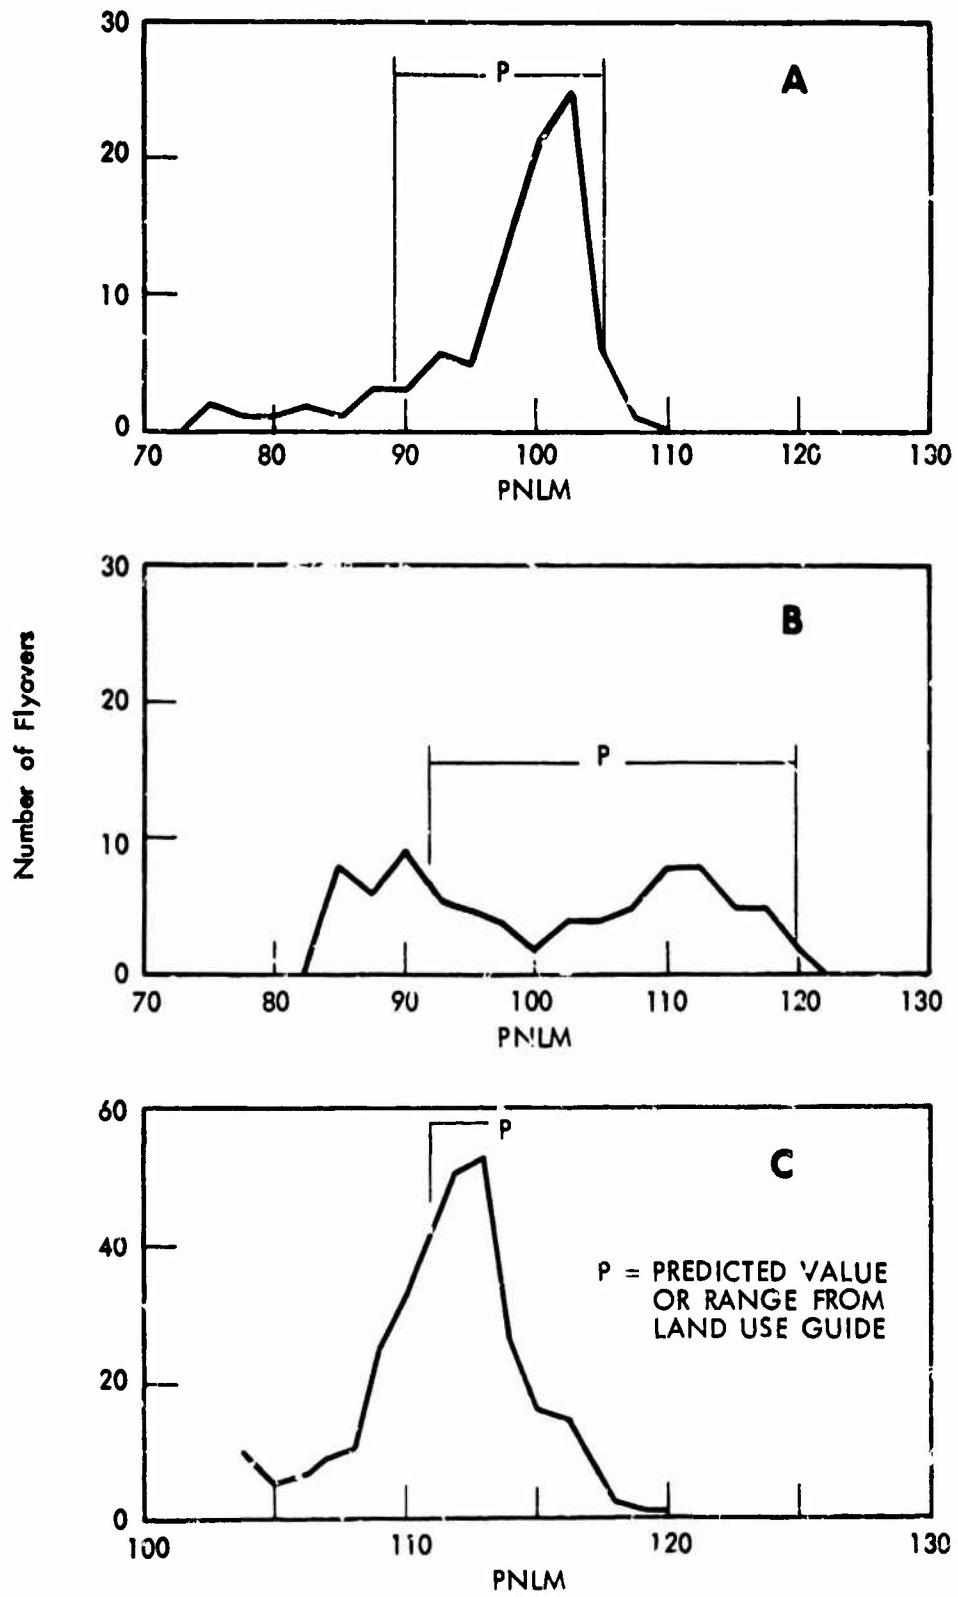 30
P
A
20
10
0
70 80 90 100 110 120 130
PNLM
Number of Flyovers
30
B
20
P
10
0
70 80 90 100 110 120 130
PNLM
60
P
C
40
P = PREDICTED VALUE
OR RANGE FROM
LAND USE GUIDE
20
0
100 110 120 130
PNLM